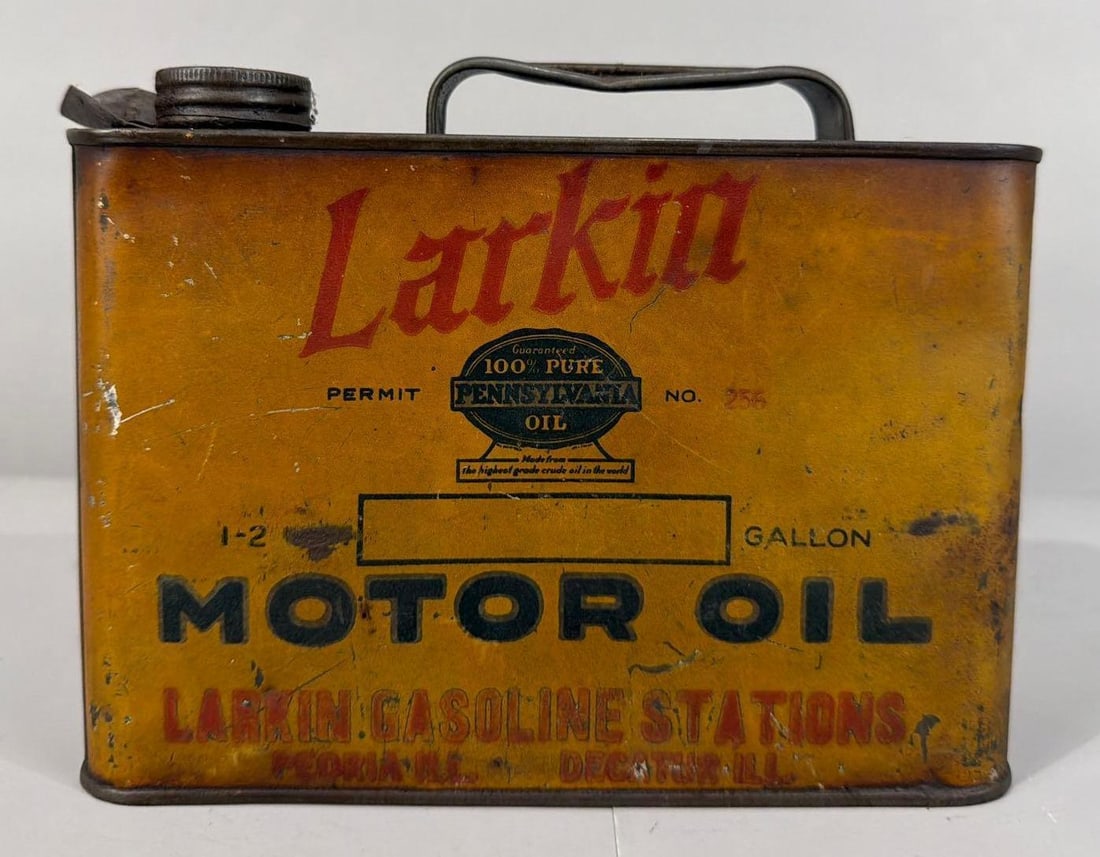 Larkin
Guaranteed
100% PURE
PERMIT PENNSYLVANIA NO. 256
OIL
Made from
the highest grade crude oil in the world
1-2 GALLON
MOTOR OIL
LARKIN GASOLINE STATIONS
PEORIA ILL. DECATUR ILL.